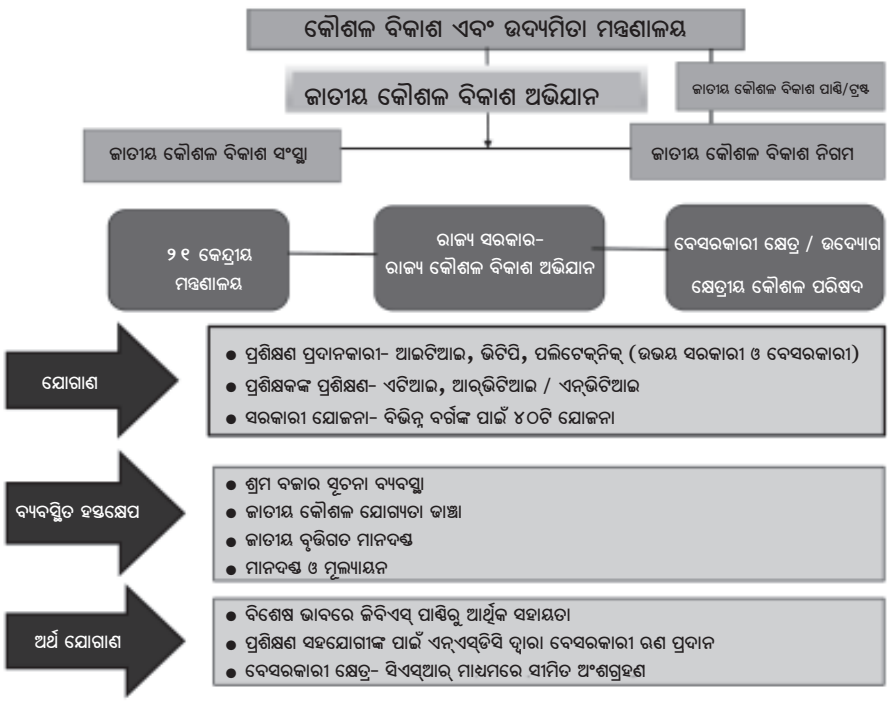 କୌଶଳ ବିକାଶ ଏବଂ ଉଦ୍ୟମିତା ମନ୍ତ୍ରଣାଳୟ
ଜାତୀୟ କୌଶଳ ବିକାଶ ଅଭିଯାନ
ଜାତୀୟ କୌଶଳ ବିକାଶ ପାଣ୍ଠି/ଟ୍ରଷ୍ଟ
ଜାତୀୟ କୌଶଳ ବିକାଶ ସଂସ୍ଥା
ଜାତୀୟ କୌଶଳ ବିକାଶ ନିଗମ
୨୧ କେନ୍ଦ୍ରୀୟ
ମନ୍ତ୍ରଣାଳୟ
ରାଜ୍ୟ ସରକାର-
ରାଜ୍ୟ କୌଶଳ ବିକାଶ ଅଭିଯାନ
ବେସରକାରୀ କ୍ଷେତ୍ର / ଉଦ୍ୟୋଗ
କ୍ଷେତ୍ରୀୟ କୌଶଳ ପରିଷଦ
ଯୋଗାଣ
● ପ୍ରଶିକ୍ଷଣ ପ୍ରଦାନକାରୀ- ଆଇଟିଆଇ, ଭିଟିପି, ପଲିଟେକ୍‌ନିକ୍ (ଉଭୟ ସରକାରୀ ଓ ବେସରକାରୀ)
● ପ୍ରଶିକ୍ଷକଙ୍କ ପ୍ରଶିକ୍ଷଣ- ଏଟିଆଇ, ଆର୍‌ଭିଟିଆଇ / ଏନ୍‌ଭିଟିଆଇ
● ସରକାରୀ ଯୋଜନା- ବିଭିନ୍ନ ବର୍ଗଙ୍କ ପାଇଁ ୪୦ଟି ଯୋଜନା
ବ୍ୟବସ୍ଥିତ ହସ୍ତକ୍ଷେପ
● ଶ୍ରମ ବଜାର ସୂଚନା ବ୍ୟବସ୍ଥା
● ଜାତୀୟ କୌଶଳ ଯୋଗ୍ୟତା ଢାଞ୍ଚା
● ଜାତୀୟ ବୃତ୍ତିଗତ ମାନଦଣ୍ଡ
● ମାନଦଣ୍ଡ ଓ ମୂଲ୍ୟାୟନ
ଅର୍ଥ ଯୋଗାଣ
● ବିଶେଷ ଭାବରେ ଜିବିଏସ୍ ପାଣ୍ଠିରୁ ଆର୍ଥିକ ସହାୟତା
● ପ୍ରଶିକ୍ଷଣ ସହଯୋଗୀଙ୍କ ପାଇଁ ଏନ୍‌ଏସ୍‌ଡିସି ଦ୍ୱାରା ବେସରକାରୀ ଋଣ ପ୍ରଦାନ
● ବେସରକାରୀ କ୍ଷେତ୍ର- ସିଏସ୍‌ଆର୍ ମାଧ୍ୟମରେ ସୀମିତ ଅଂଶଗ୍ରହଣ